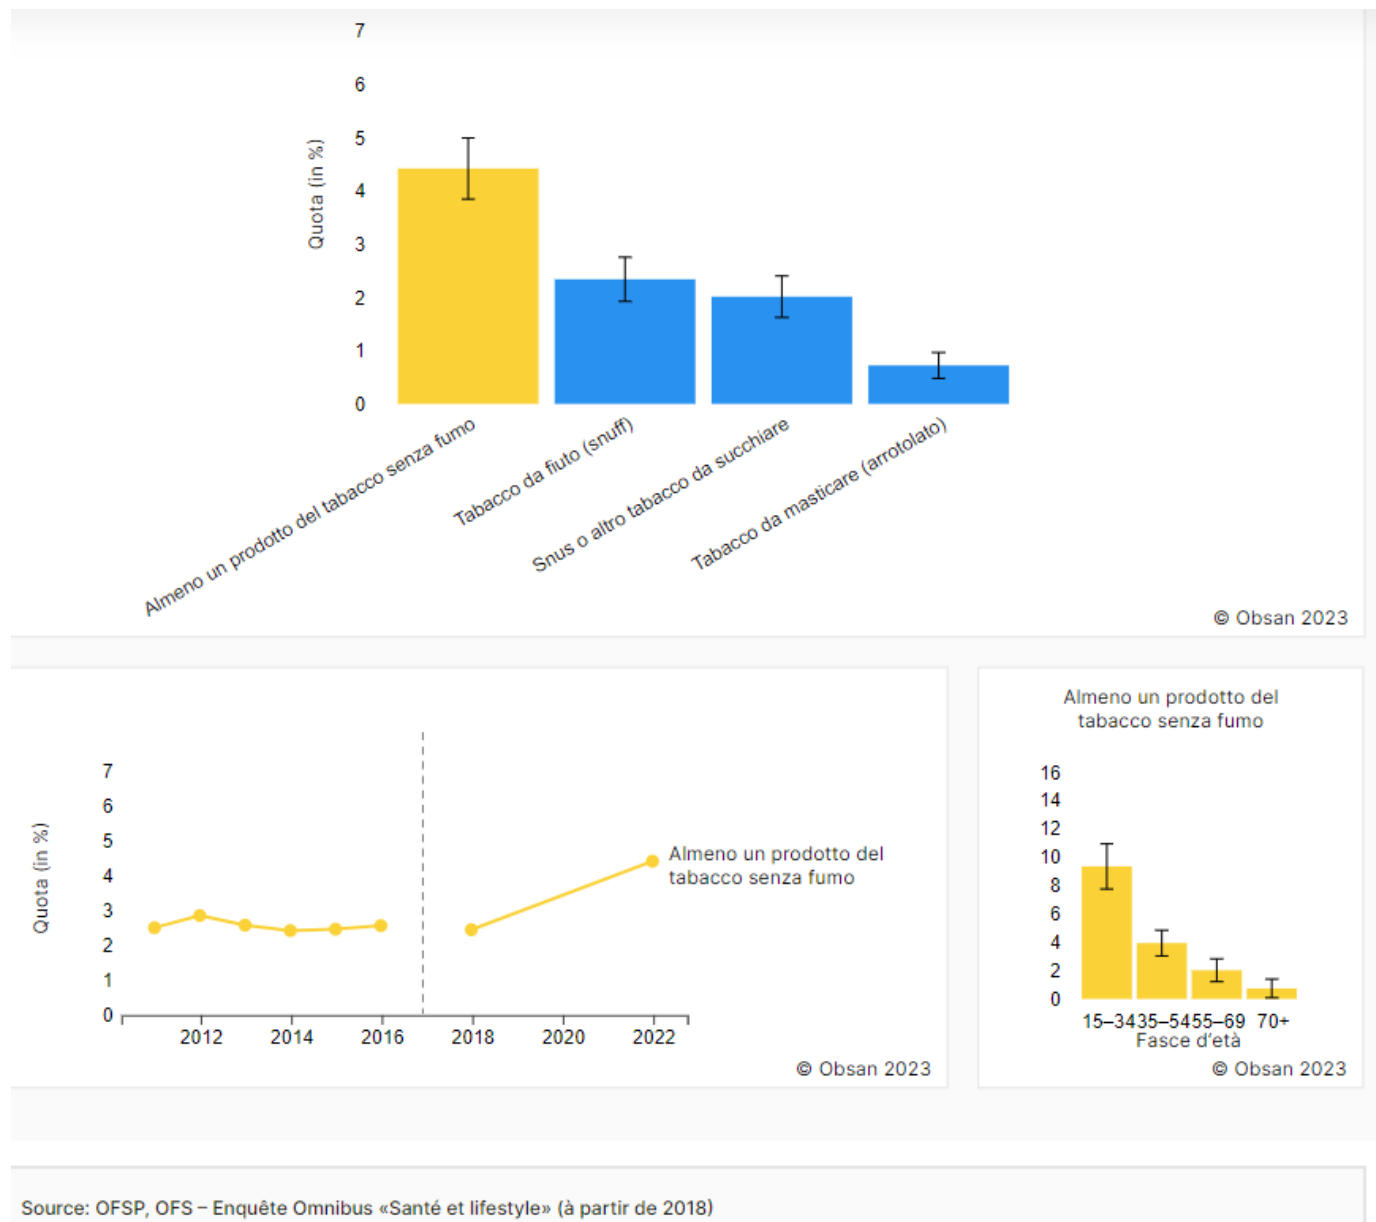 7
6
5
4
3
2
1
0
Quota (in %)
Almeno un prodotto del tabacco senza fumo
Tabacco da fiuto (snuff)
Snus o altro tabacco da succhiare
Tabacco da masticare (arrotolato)
© Obsan 2023
7
6
5
4
3
2
1
0
Quota (in %)
2012 2014 2016 2018 2020 2022
Almeno un prodotto del
tabacco senza fumo
© Obsan 2023
Almeno un prodotto del
tabacco senza fumo
16
14
12
10
8
6
4
2
0
15–34 35–54 55–69 70+
Fasce d'età
© Obsan 2023
Source: OFSP, OFS – Enquête Omnibus «Santé et lifestyle» (à partir de 2018)